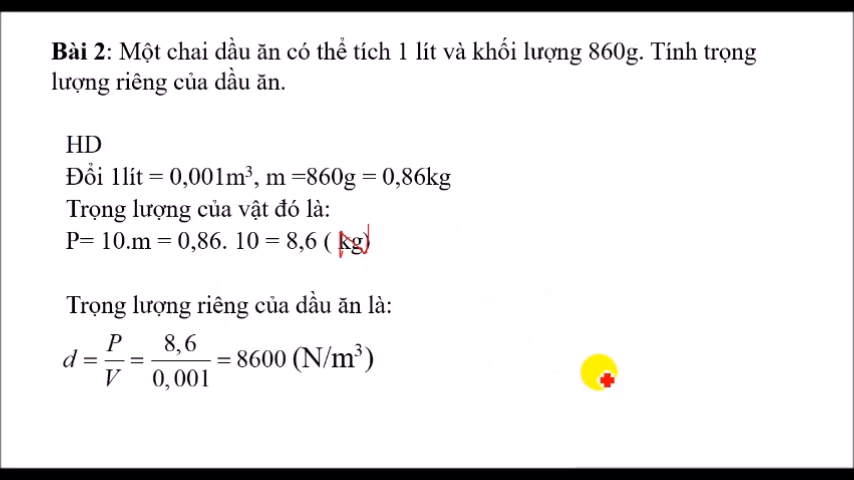 Bài 2: Một chai dầu ăn có thể tích 1 lít và khối lượng 860g. Tính trọng
lượng riêng của dầu ăn.
HD
Đổi 1lít = 0,001m³, m =860g = 0,86kg
Trọng lượng của vật đó là:
P= 10.m = 0,86. 10 = 8,6 ( kg) N
Trọng lượng riêng của dầu ăn là:
d = P/V = 8,6/0,001 = 8600 (N/m³)